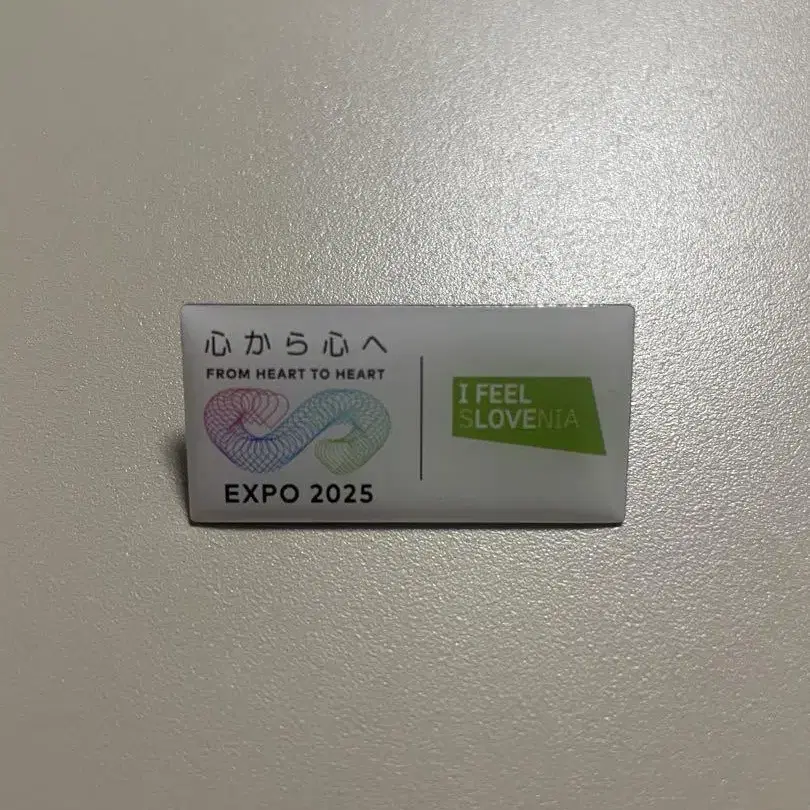 心から心へ
FROM HEART TO HEART
EXPO 2025
I FEEL
SLOVENIA